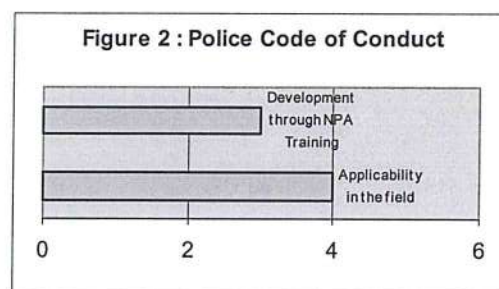 Figure 2 : Police Code of Conduct
Development
through NPA
Training
Applicability
in the field
0 2 4 6